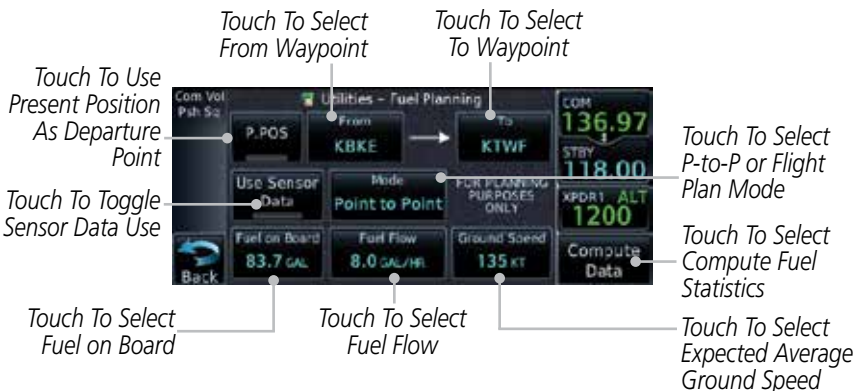 Touch To Select
From Waypoint
Touch To Select
To Waypoint
Touch To Use
Present Position
As Departure
Point
Touch To Toggle
Sensor Data Use
Com Vol
Psh Sq
Utilities – Fuel Planning
P.POS
From
KBKE
To
KTWF
COM
136.97
STBY
118.00
Use Sensor
Data
Mode
Point to Point
FOR PLANNING
PURPOSES
ONLY
XPDR1 ALT
1200
Back
Fuel on Board
83.7 GAL
Fuel Flow
8.0 GAL/HR
Ground Speed
135 KT
Compute
Data
Touch To Select
P-to-P or Flight
Plan Mode
Touch To Select
Compute Fuel
Statistics
Touch To Select
Fuel on Board
Touch To Select
Fuel Flow
Touch To Select
Expected Average
Ground Speed